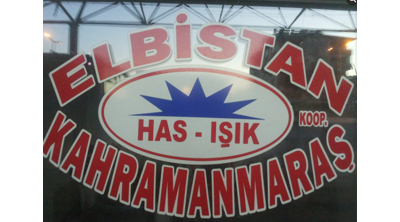 ELBİSTAN
HAS - IŞIK
KOOP.
KAHRAMANMARAŞ